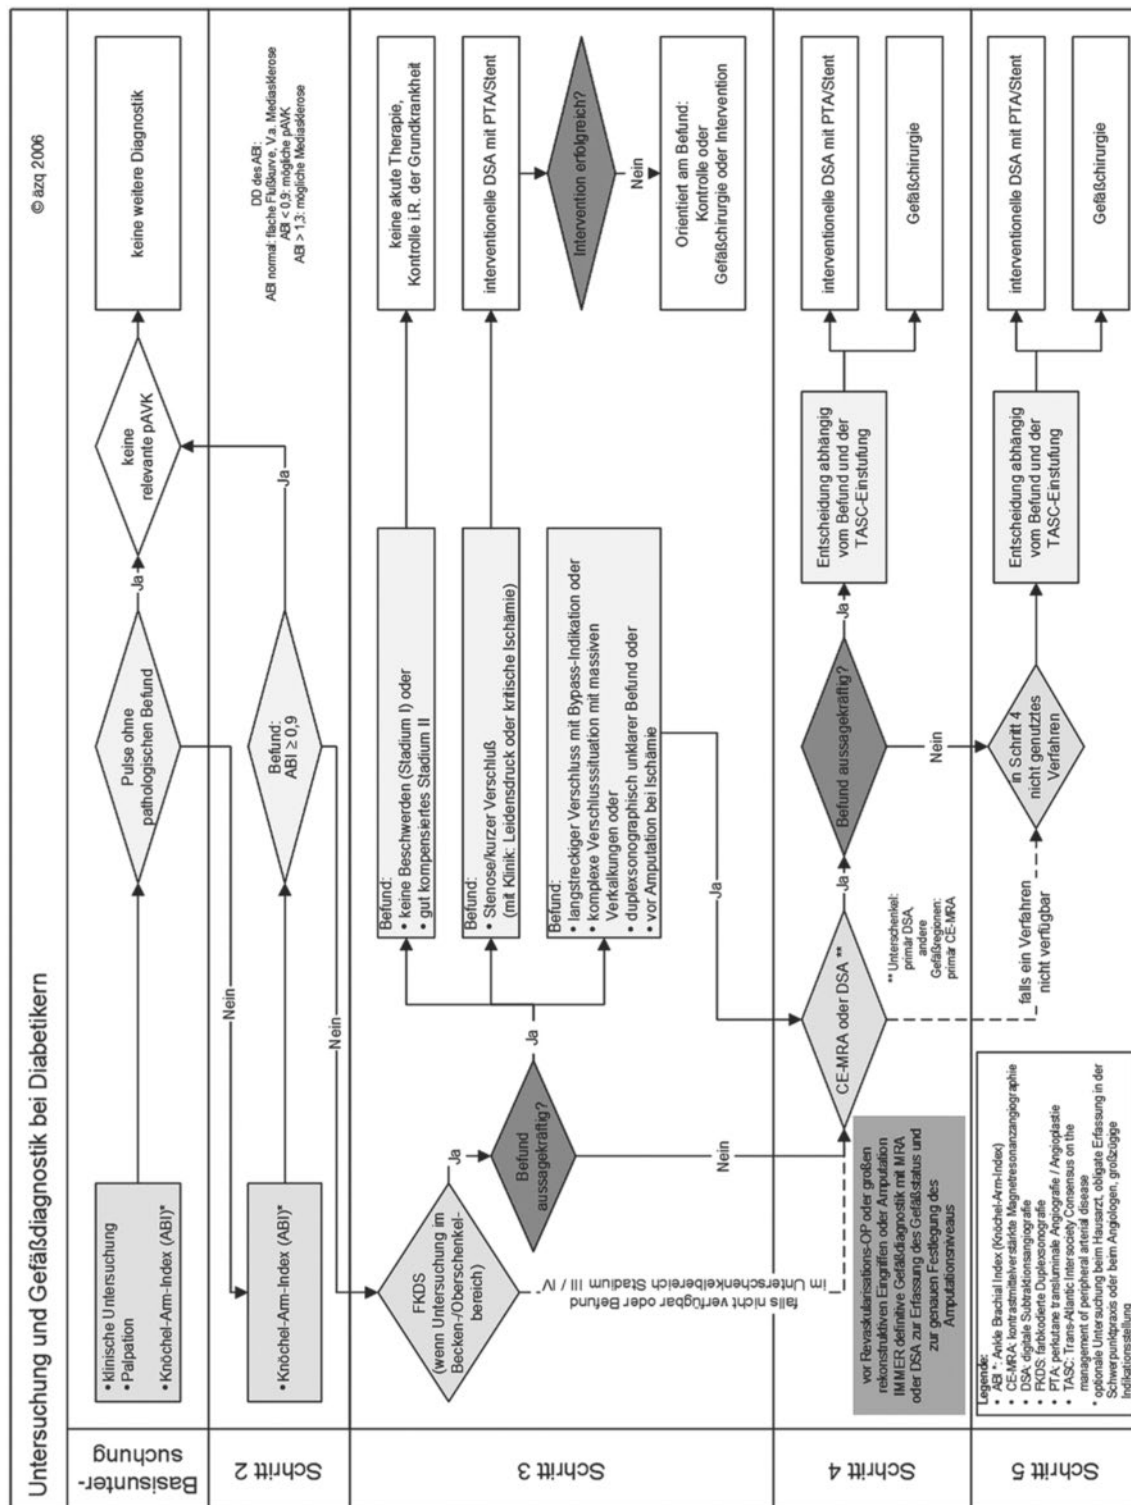 Untersuchung und Gefäßdiagnostik bei Diabetikern
© äzq 2006
Basisunter-
suchung
• klinische Untersuchung
• Palpation
• Knöchel-Arm-Index (ABI)*
Pulse ohne
pathologischen Befund
Ja
keine
relevante pAVK
keine weitere Diagnostik
Nein
Schritt 2
• Knöchel-Arm-Index (ABI)*
Befund:
ABI ≥ 0,9
Ja
Nein
DD des ABI:
ABI normal: flache Flußkurve, V.a. Mediasklerose
ABI < 0,9: mögliche pAVK
ABI > 1,3: mögliche Mediasklerose
Schritt 3
FKDS
(wenn Untersuchung im
Becken-/Oberschenkel-
bereich)
Ja
Befund
aussagekräftig?
Ja
Nein
falls nicht verfügbar oder Befund
im Unterschenkelbereich Stadium III / IV
Befund:
• keine Beschwerden (Stadium I) oder
• gut kompensiertes Stadium II
keine akute Therapie,
Kontrolle i.R. der Grundkrankheit
Befund:
• Stenose/kurzer Verschluß
(mit Klinik: Leidensdruck oder kritische Ischämie)
interventionelle DSA mit PTA/Stent
Befund:
• langstreckiger Verschluss mit Bypass-Indikation oder
• komplexe Verschlusssituation mit massiven
Verkalkungen oder
• duplexsonographisch unklarer Befund oder
• vor Amputation bei Ischämie
Ja
Intervention erfolgreich?
Nein
Orientiert am Befund:
Kontrolle oder
Gefäßchirurgie oder Intervention
Schritt 4
vor Revaskularisations-OP oder großen
rekonstruktiven Eingriffen oder Amputation
IMMER definitive Gefäßdiagnostik mit MRA
oder DSA zur Erfassung des Gefäßstatus und
zur genauen Festlegung des
Amputationsniveaus
CE-MRA oder DSA **
Ja
** Unterschenkel:
primär DSA,
andere
Gefäßregionen:
primär CE-MRA
Befund aussagekräftig?
Ja
Nein
Entscheidung abhängig
vom Befund und der
TASC-Einstufung
interventionelle DSA mit PTA/Stent
Gefäßchirurgie
Schritt 5
falls ein Verfahren
nicht verfügbar
in Schritt 4
nicht genutztes
Verfahren
Entscheidung abhängig
vom Befund und der
TASC-Einstufung
interventionelle DSA mit PTA/Stent
Gefäßchirurgie
Legende:
• ABI *: Ankle Brachial Index (Knöchel-Arm-Index)
• CE-MRA: kontrastmittelverstärkte Magnetresonanzangiographie
• DSA: digitale Subtraktionsangiografie
• FKDS: farbkodierte Duplexsonografie
• PTA: perkutane transluminale Angiografie / Angioplastie
• TASC: Trans-Atlantic Intersociety Consensus on the
management of peripheral arterial disease
* optionale Untersuchung beim Hausarzt, obligate Erfassung in der
Schwerpunktpraxis oder beim Angiologen, großzügige
Indikationsstellung